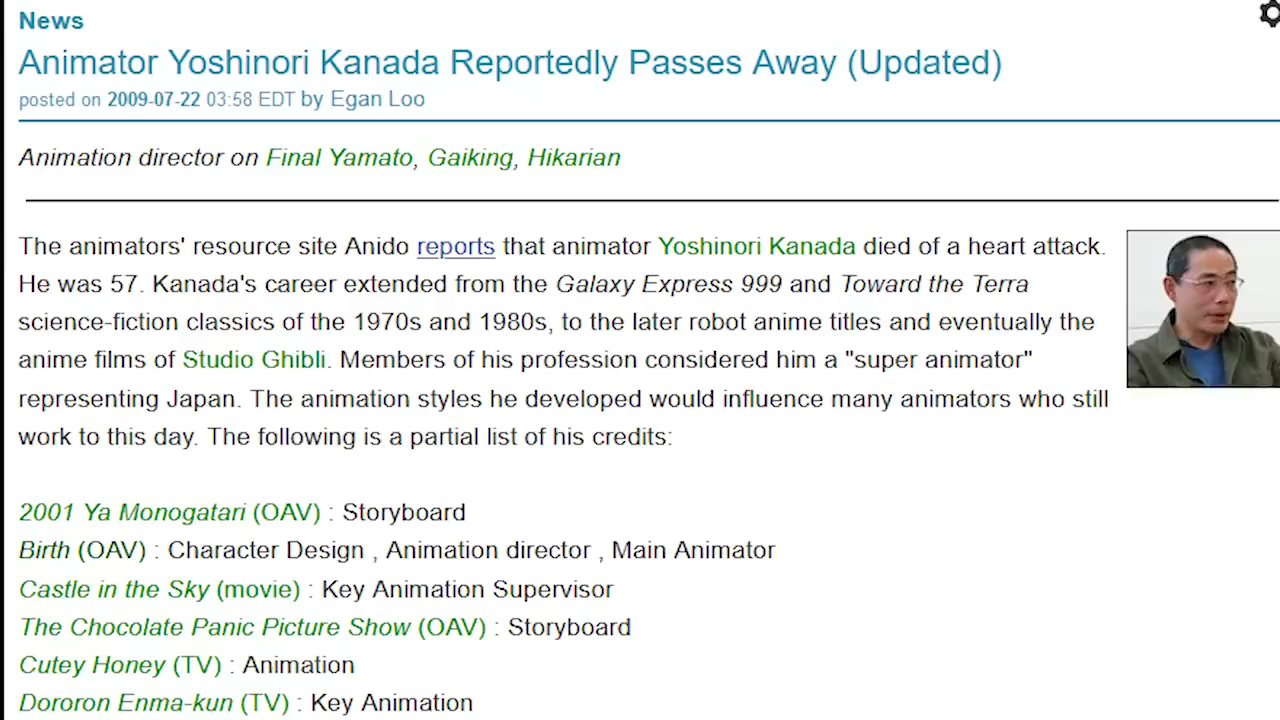 News
Animator Yoshinori Kanada Reportedly Passes Away (Updated)
posted on 2009-07-22 03:58 EDT by Egan Loo
Animation director on Final Yamato, Gaiking, Hikarian
The animators' resource site Anido reports that animator Yoshinori Kanada died of a heart attack.
He was 57. Kanada's career extended from the Galaxy Express 999 and Toward the Terra
science-fiction classics of the 1970s and 1980s, to the later robot anime titles and eventually the
anime films of Studio Ghibli. Members of his profession considered him a "super animator"
representing Japan. The animation styles he developed would influence many animators who still
work to this day. The following is a partial list of his credits:
2001 Ya Monogatari (OAV) : Storyboard
Birth (OAV) : Character Design , Animation director , Main Animator
Castle in the Sky (movie) : Key Animation Supervisor
The Chocolate Panic Picture Show (OAV) : Storyboard
Cutey Honey (TV) : Animation
Dororon Enma-kun (TV) : Key Animation